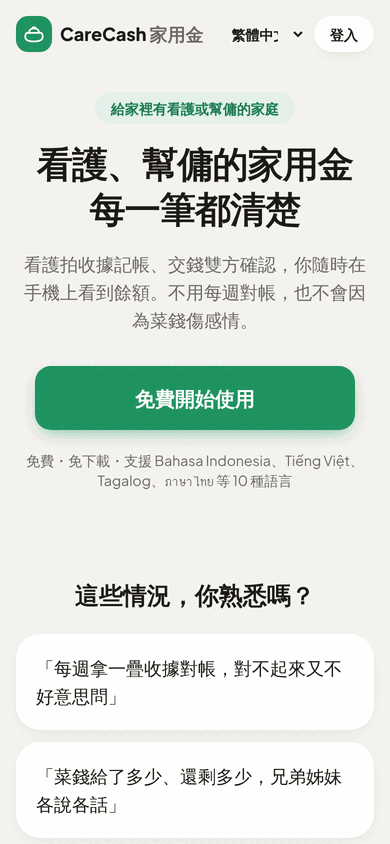 CareCash 家用金
繁體中文
登入
給家裡有看護或幫傭的家庭
看護、幫傭的家用金
每一筆都清楚
看護拍收據記帳、交錢雙方確認，你隨時在
手機上看到餘額。不用每週對帳，也不會因
為菜錢傷感情。
免費開始使用
免費・免下載・支援 Bahasa Indonesia、Tiếng Việt、
Tagalog、ภาษาไทย 等 10 種語言
這些情況，你熟悉嗎？
「每週拿一疊收據對帳，對不起來又不
好意思問」
「菜錢給了多少、還剩多少，兄弟姊妹
各說各話」